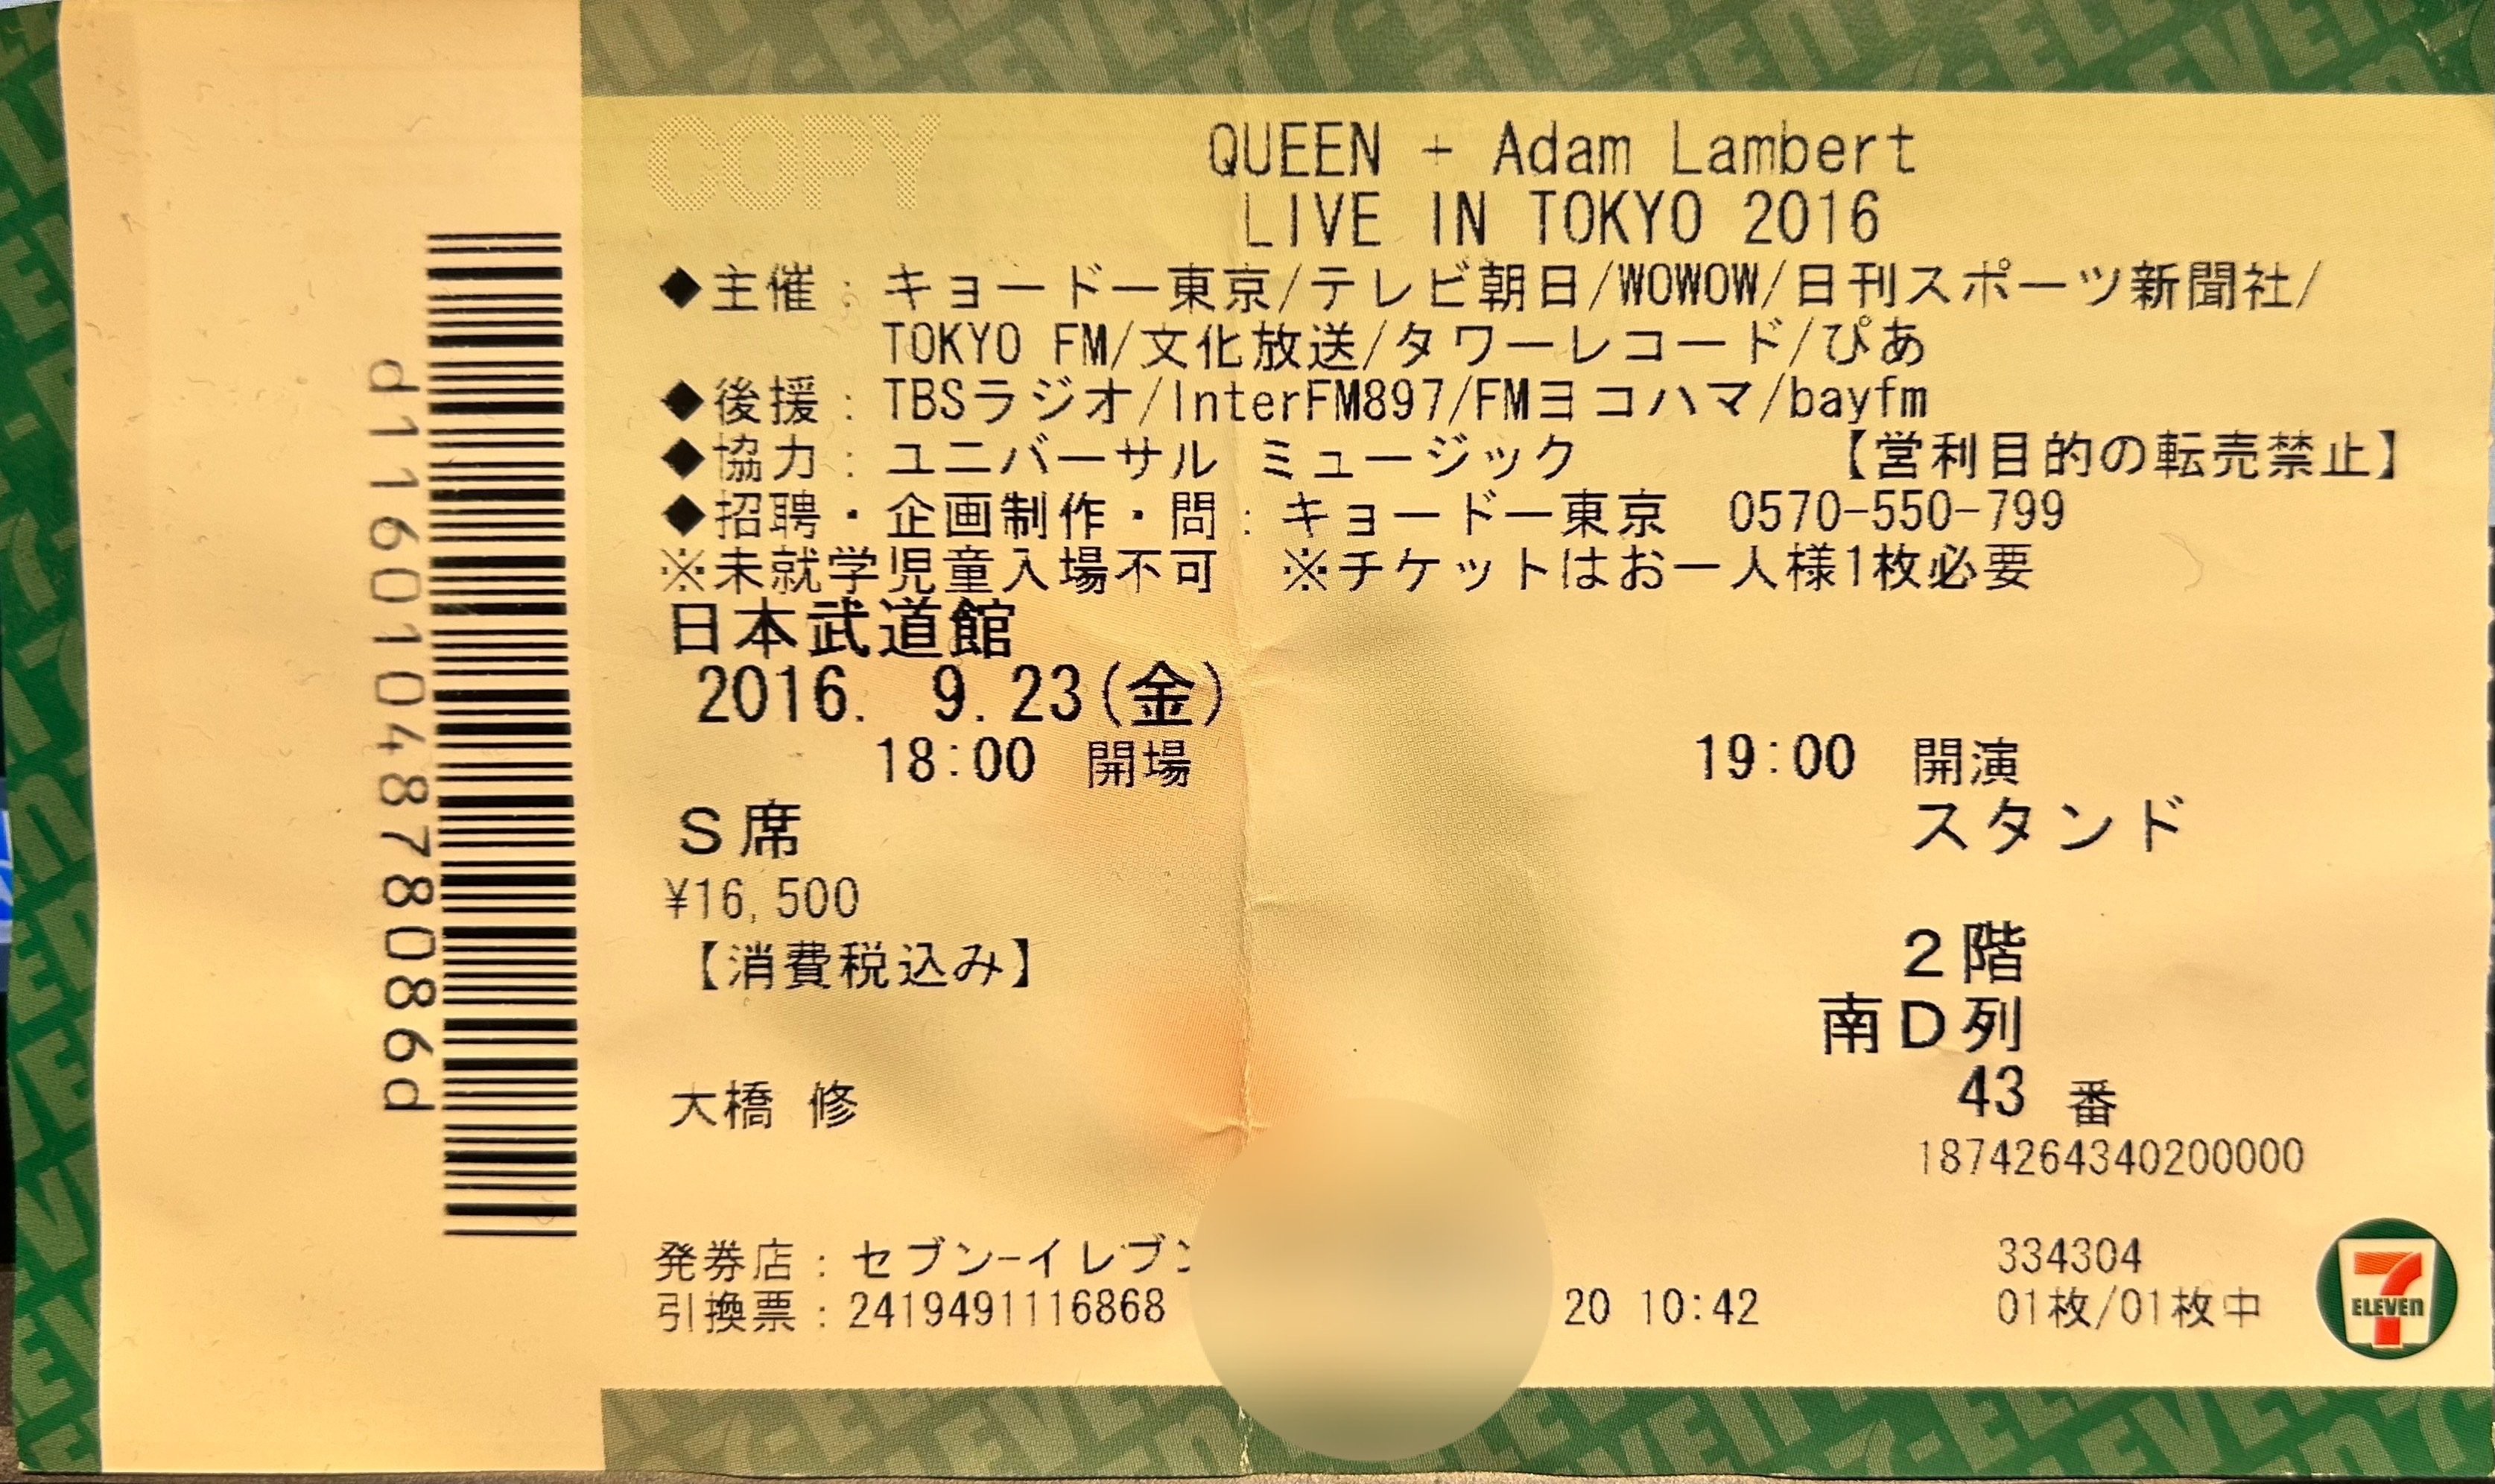 COPY
QUEEN + Adam Lambert
LIVE IN TOKYO 2016
◆主催：キョードー東京/テレビ朝日/WOWOW/日刊スポーツ新聞社/
TOKYO FM/文化放送/タワーレコード/ぴあ
◆後援：TBSラジオ/InterFM897/FMヨコハマ/bayfm
◆協力：ユニバーサル ミュージック 【営利目的の転売禁止】
◆招聘・企画制作・問：キョードー東京 0570-550-799
※未就学児童入場不可 ※チケットはお一人様1枚必要
日本武道館
2016. 9.23(金)
18:00 開場 19:00 開演
S席 スタンド
¥16,500
【消費税込み】
2階
南D列
43 番
大橋 修
1874264340200000
発券店：セブン-イレブン 334304
引換票：2419491116868 20 10:42 01枚/01枚中
7 ELEVEn
d1160104878086d